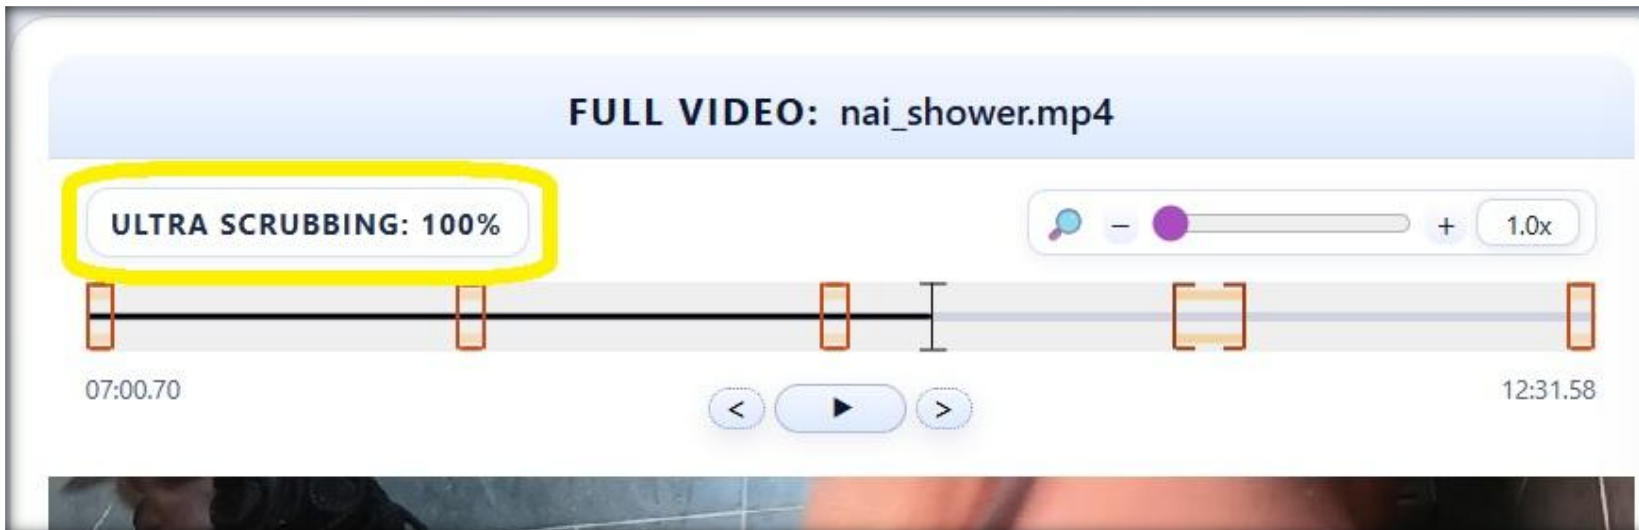 FULL VIDEO: nai_shower.mp4
ULTRA SCRUBBING: 100%
− + 1.0x
07:00.70 12:31.58
< >